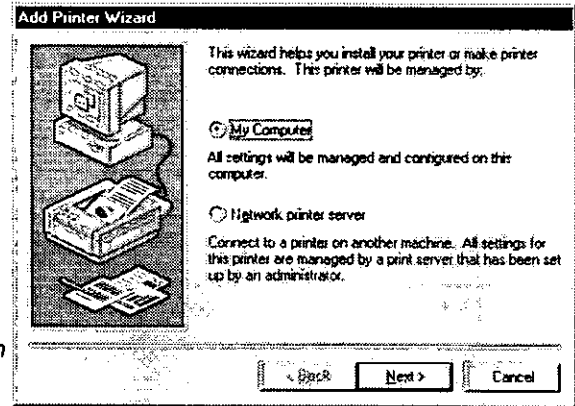 Add Printer Wizard
This wizard helps you install your printer or make printer
connections. This printer will be managed by:
My Computer
All settings will be managed and configured on this
computer.
Network printer server
Connect to a printer on another machine. All settings for
this printer are managed by a print server that has been set
up by an administrator.
< Back
Next >
Cancel